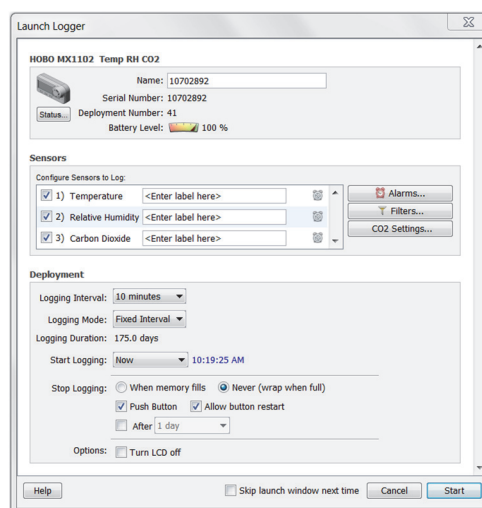 Launch Logger
HOBO MX1102 Temp RH CO2
Name: 10702892
Serial Number: 10702892
Status... Deployment Number: 41
Battery Level: 100 %
Sensors
Configure Sensors to Log:
1) Temperature <Enter label here> Alarms...
2) Relative Humidity <Enter label here> Filters...
3) Carbon Dioxide <Enter label here> CO2 Settings...
Deployment
Logging Interval: 10 minutes
Logging Mode: Fixed Interval
Logging Duration: 175.0 days
Start Logging: Now 10:19:25 AM
Stop Logging: When memory fills Never (wrap when full)
Push Button Allow button restart
After 1 day
Options: Turn LCD off
Help Skip launch window next time Cancel Start